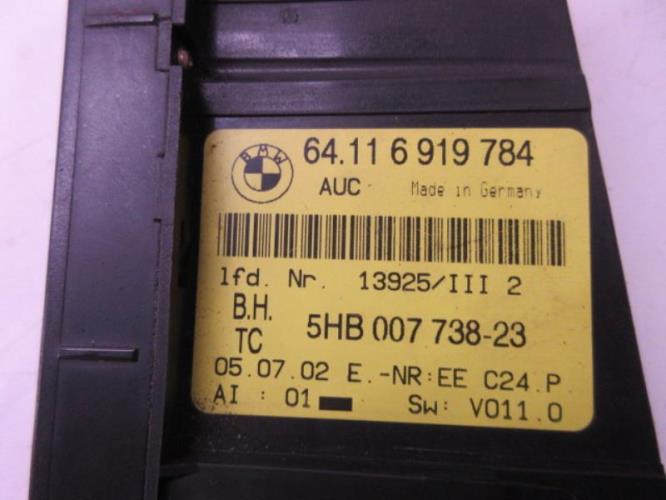 BMW
64.11 6 919 784
AUC Made in Germany
lfd. Nr. 13925/III 2
B.H.
TC 5HB 007 738-23
05.07.02 E.-NR:EE C24.P
AI : 01 SW: V011.0